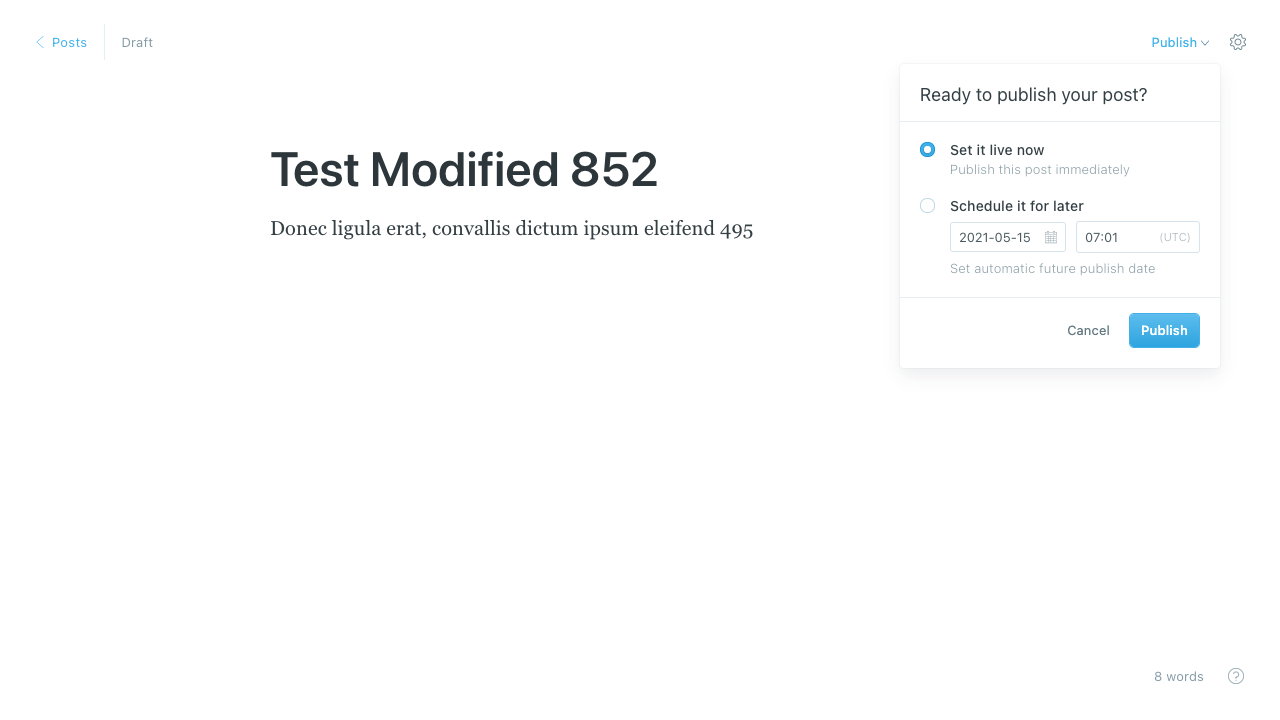 Posts
Draft
Publish
Ready to publish your post?
Test Modified 852
Set it live now
Publish this post immediately
Donec ligula erat, convallis dictum ipsum eleifend 495
Schedule it for later
2021-05-15
07:01 (UTC)
Set automatic future publish date
Cancel
Publish
8 words
?